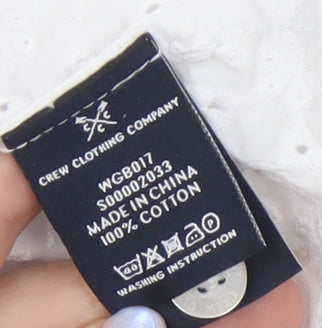 CREW CLOTHING COMPANY
WGB017
S00002033
MADE IN CHINA
100% COTTON
WASHING INSTRUCTION